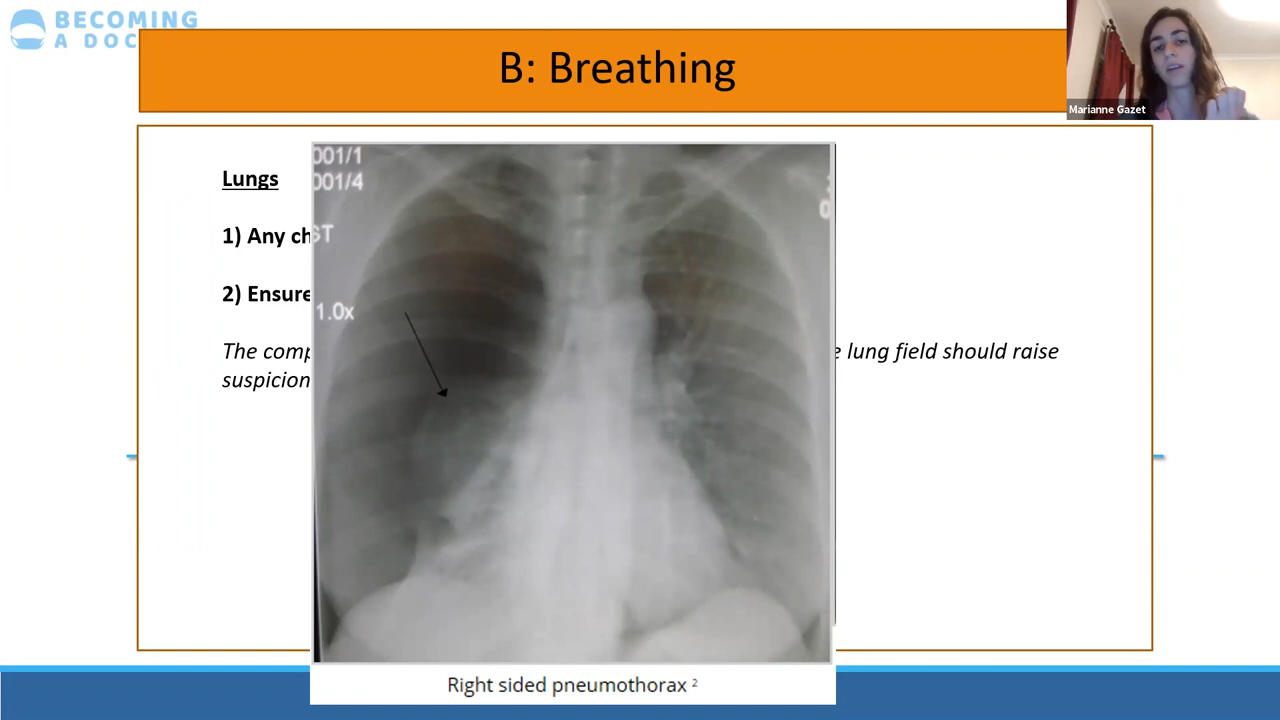 BECOMING
A DOC
B: Breathing
Marianne Gazet
Lungs
1) Any ch
2) Ensure
The comp
e lung field should raise
suspicion
001/1
001/4
ST
1.0x
0
Right sided pneumothorax ²